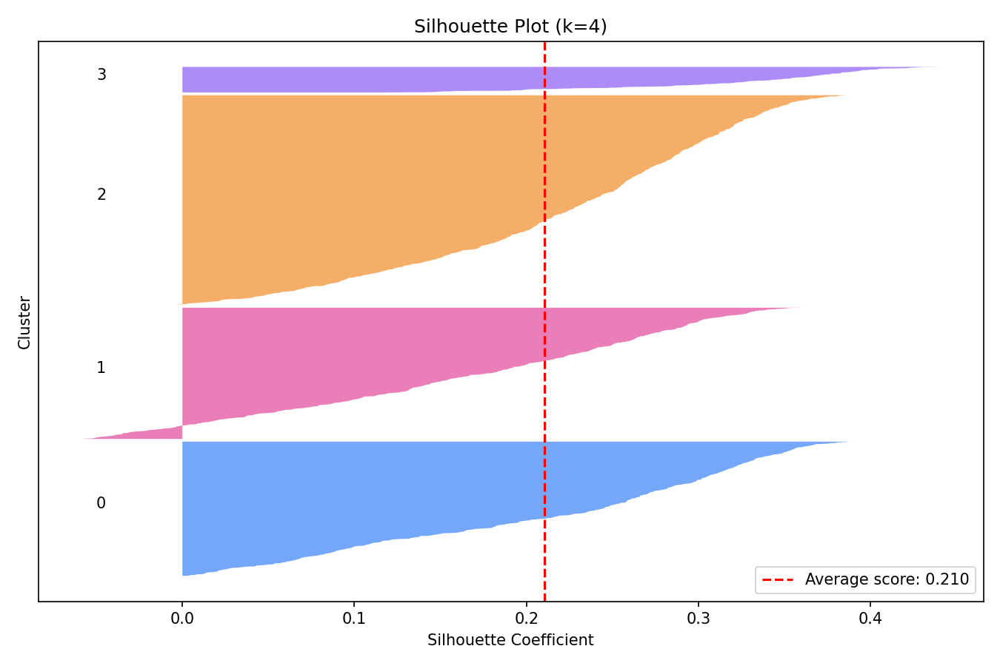 Silhouette Plot (k=4)
3
2
1
0
Cluster
Average score: 0.210
0.0 0.1 0.2 0.3 0.4
Silhouette Coefficient